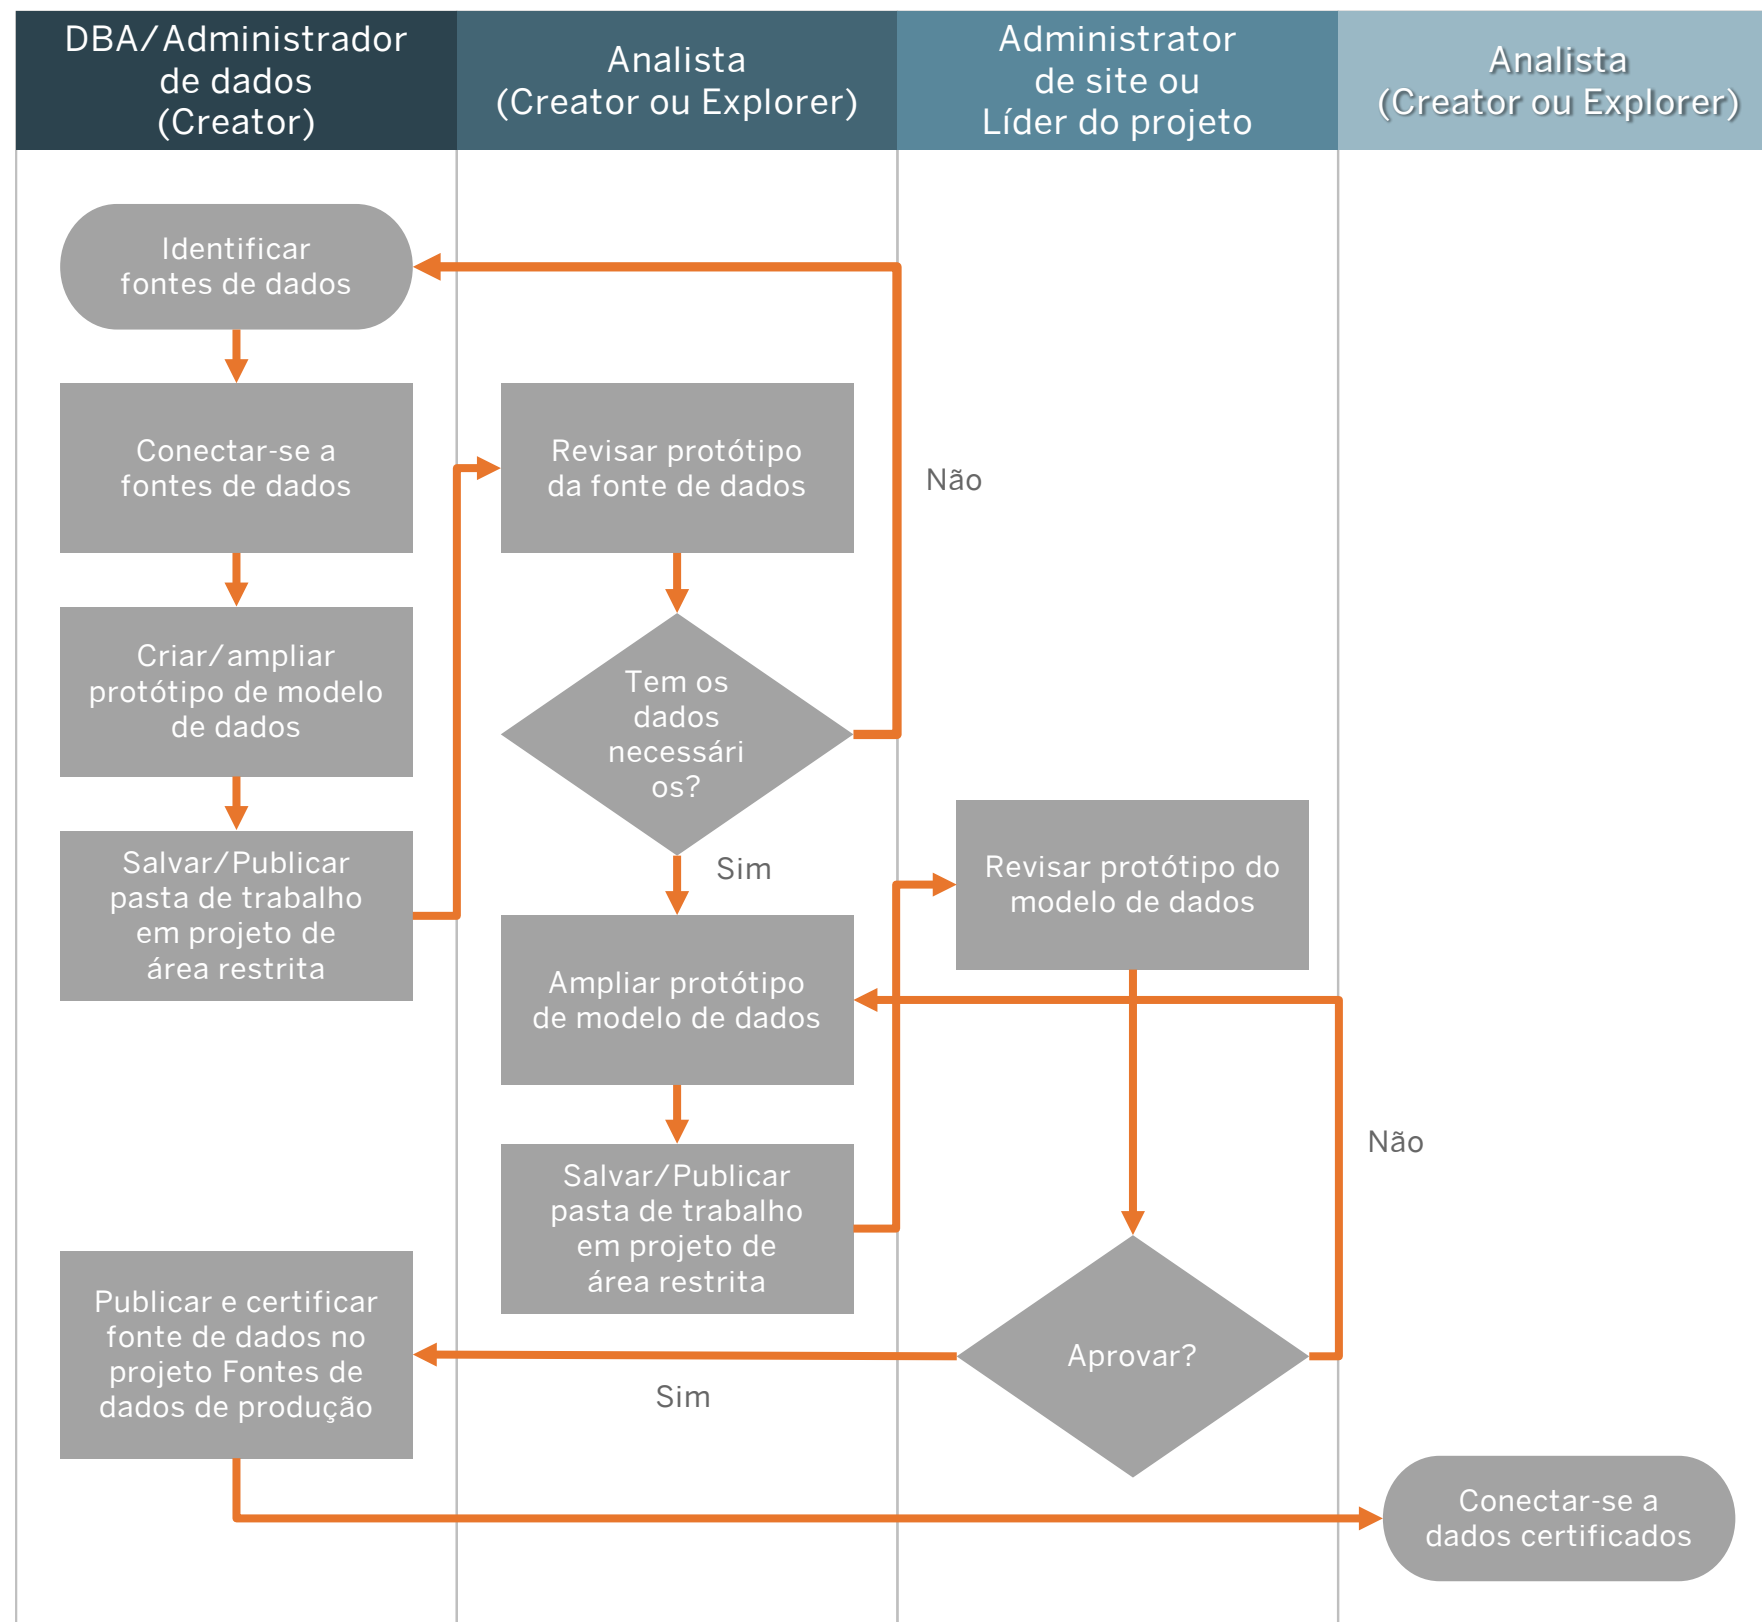 DBA/Administrador
de dados
(Creator)
Analista
(Creator ou Explorer)
Administrator
de site ou
Líder do projeto
Analista
(Creator ou Explorer)
Identificar
fontes de dados
Conectar-se a
fontes de dados
Criar/ampliar
protótipo de modelo
de dados
Salvar/Publicar
pasta de trabalho
em projeto de
área restrita
Revisar protótipo
da fonte de dados
Não
Tem os
dados
necessári
os?
Sim
Ampliar protótipo
de modelo de dados
Salvar/Publicar
pasta de trabalho
em projeto de
área restrita
Revisar protótipo do
modelo de dados
Não
Aprovar?
Sim
Publicar e certificar
fonte de dados no
projeto Fontes de
dados de produção
Conectar-se a
dados certificados